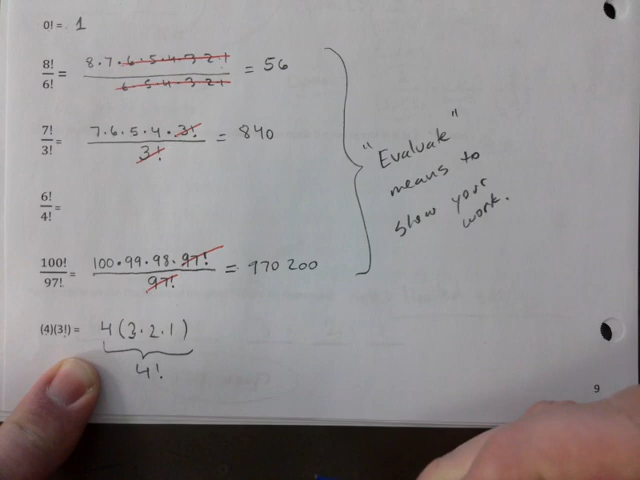 0! = 1
8!/6! = 8·7·6·5·4·3·2·1 / 6·5·4·3·2·1 = 56
7!/3! = 7·6·5·4·3! / 3! = 840
6!/4! =
100!/97! = 100·99·98·97! / 97! = 970 200
(4)(3!) = 4(3·2·1)
4!
"Evaluate"
means to
show your
work.
9